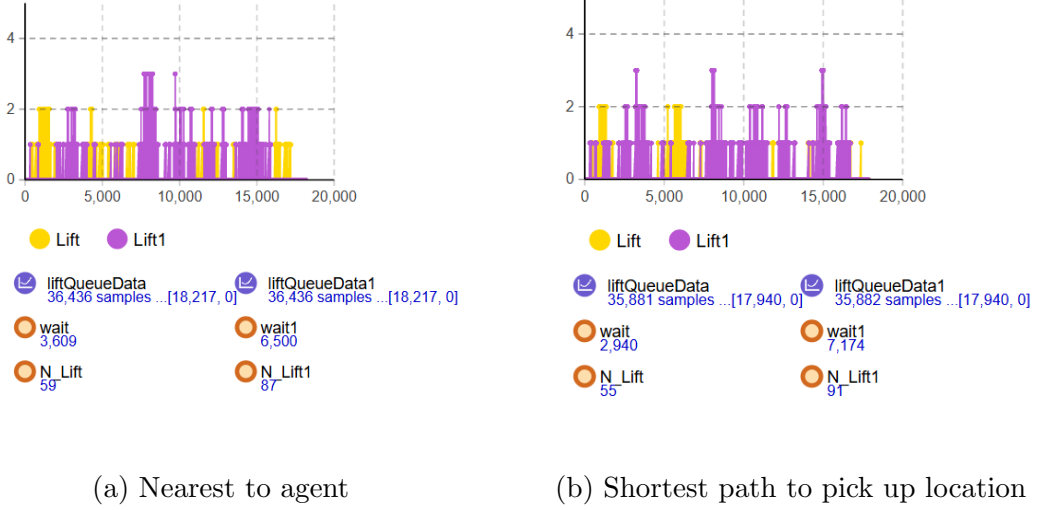 4
2
0
0 5,000 10,000 15,000 20,000
Lift Lift1
liftQueueData liftQueueData1
36,436 samples ...[18,217, 0] 36,436 samples ...[18,217, 0]
wait wait1
3,609 6,500
N_Lift N_Lift1
59 87
(a) Nearest to agent
4
2
0
0 5,000 10,000 15,000 20,000
Lift Lift1
liftQueueData liftQueueData1
35,881 samples ...[17,940, 0] 35,882 samples ...[17,940, 0]
wait wait1
2,940 7,174
N_Lift N_Lift1
55 91
(b) Shortest path to pick up location